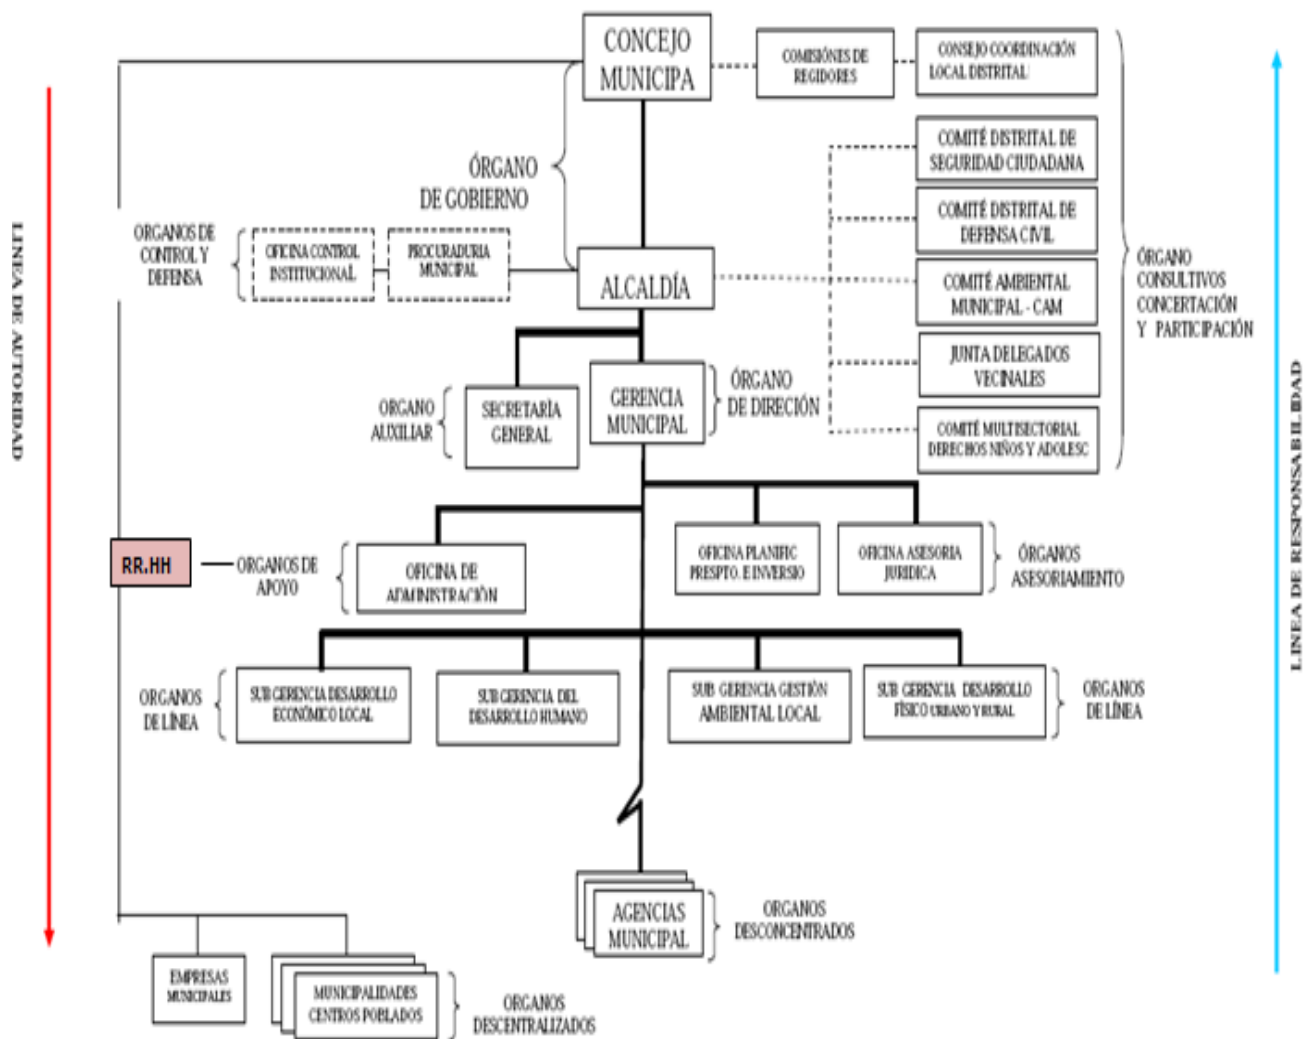 CONCEJO
MUNICIPA
COMISIÓNES DE
REGIDORES
CONSEJO COORDINACIÓN
LOCAL DISTRITAL
COMITÉ DISTRITAL DE
SEGURIDAD CIUDADANA
ÓRGANO
DE GOBIERNO
COMITÉ DISTRITAL DE
DEFENSA CIVIL
ORGANOS DE
CONTROL Y
DEFENSA
OFICINA CONTROL
INSTITUCIONAL
PROCURADURIA
MUNICIPAL
ALCALDÍA
COMITÉ AMBIENTAL
MUNICIPAL - CAM
ÓRGANO
CONSULTIVOS
CONCERTACIÓN
Y PARTICIPACIÓN
JUNTA DELEGADOS
VECINALES
ORGANO
AUXILIAR
SECRETARÍA
GENERAL
GERENCIA
MUNICIPAL
ÓRGANO
DE DIRECIÓN
COMITÉ MULTISECTORIAL
DERECHOS NIÑOS Y ADOLESC
LINEA DE AUTORIDAD
LINEA DE RESPONSABILIDAD
RR.HH
ORGANOS DE
APOYO
OFICINA DE
ADMINISTRACIÓN
OFICINA PLANIFIC
PRESPTO. E INVERSIO
OFICINA ASESORIA
JURIDICA
ÓRGANOS
ASESORAMIENTO
ORGANOS
DE LÍNEA
SUB GERENCIA DESARROLLO
ECONÓMICO LOCAL
SUB GERENCIA DEL
DESARROLLO HUMANO
SUB GERENCIA GESTIÓN
AMBIENTAL LOCAL
SUB GERENCIA DESARROLLO
FÍSICO URBANO Y RURAL
ORGANOS
DE LÍNEA
AGENCIAS
MUNICIPAL
ORGANOS
DESCONCENTRADOS
EMPRESAS
MUNICIPALES
MUNICIPALIDADES
CENTROS POBLADOS
ORGANOS
DESCENTRALIZADOS